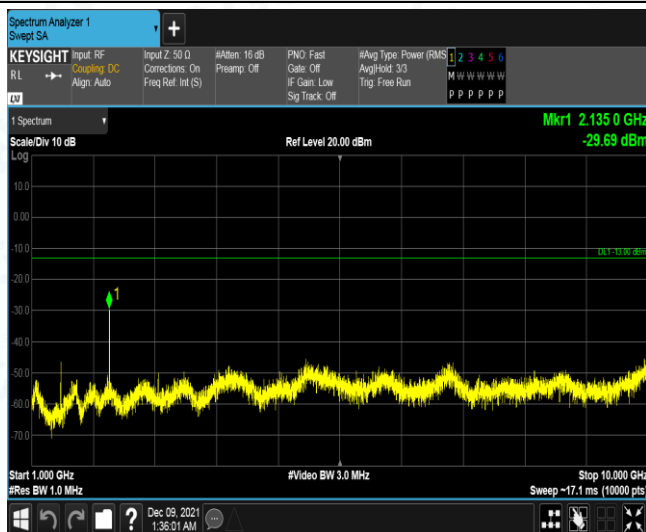 Spectrum Analyzer 1
Swept SA
+
KEYSIGHT
RL
LXI
Input: RF
Coupling: DC
Align: Auto
Input Z: 50 Ω
Corrections: On
Freq Ref: Int (S)
#Atten: 16 dB
Preamp: Off
PNO: Fast
Gate: Off
IF Gain: Low
Sig Track: Off
#Avg Type: Power (RMS
Avg|Hold: 3/3
Trig: Free Run
1 2 3 4 5 6
M W W W W W
P P P P P P
1 Spectrum
Mkr1 2.135 0 GHz
Scale/Div 10 dB
Ref Level 20.00 dBm
-29.69 dBm
Log
10.0
0.00
-10.0
DL1 -13.00 dBm
-20.0
1
-30.0
-40.0
-50.0
-60.0
-70.0
Start 1.000 GHz
#Video BW 3.0 MHz
Stop 10.000 GHz
#Res BW 1.0 MHz
Sweep ~17.1 ms (10000 pts)
?
Dec 09, 2021
1:36:01 AM